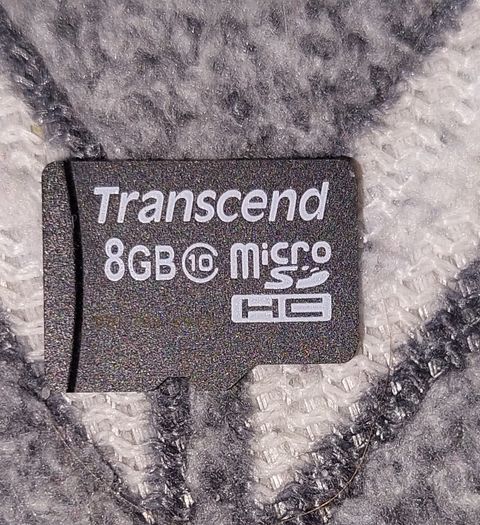 Transcend
8GB 10 micro
SD
HC